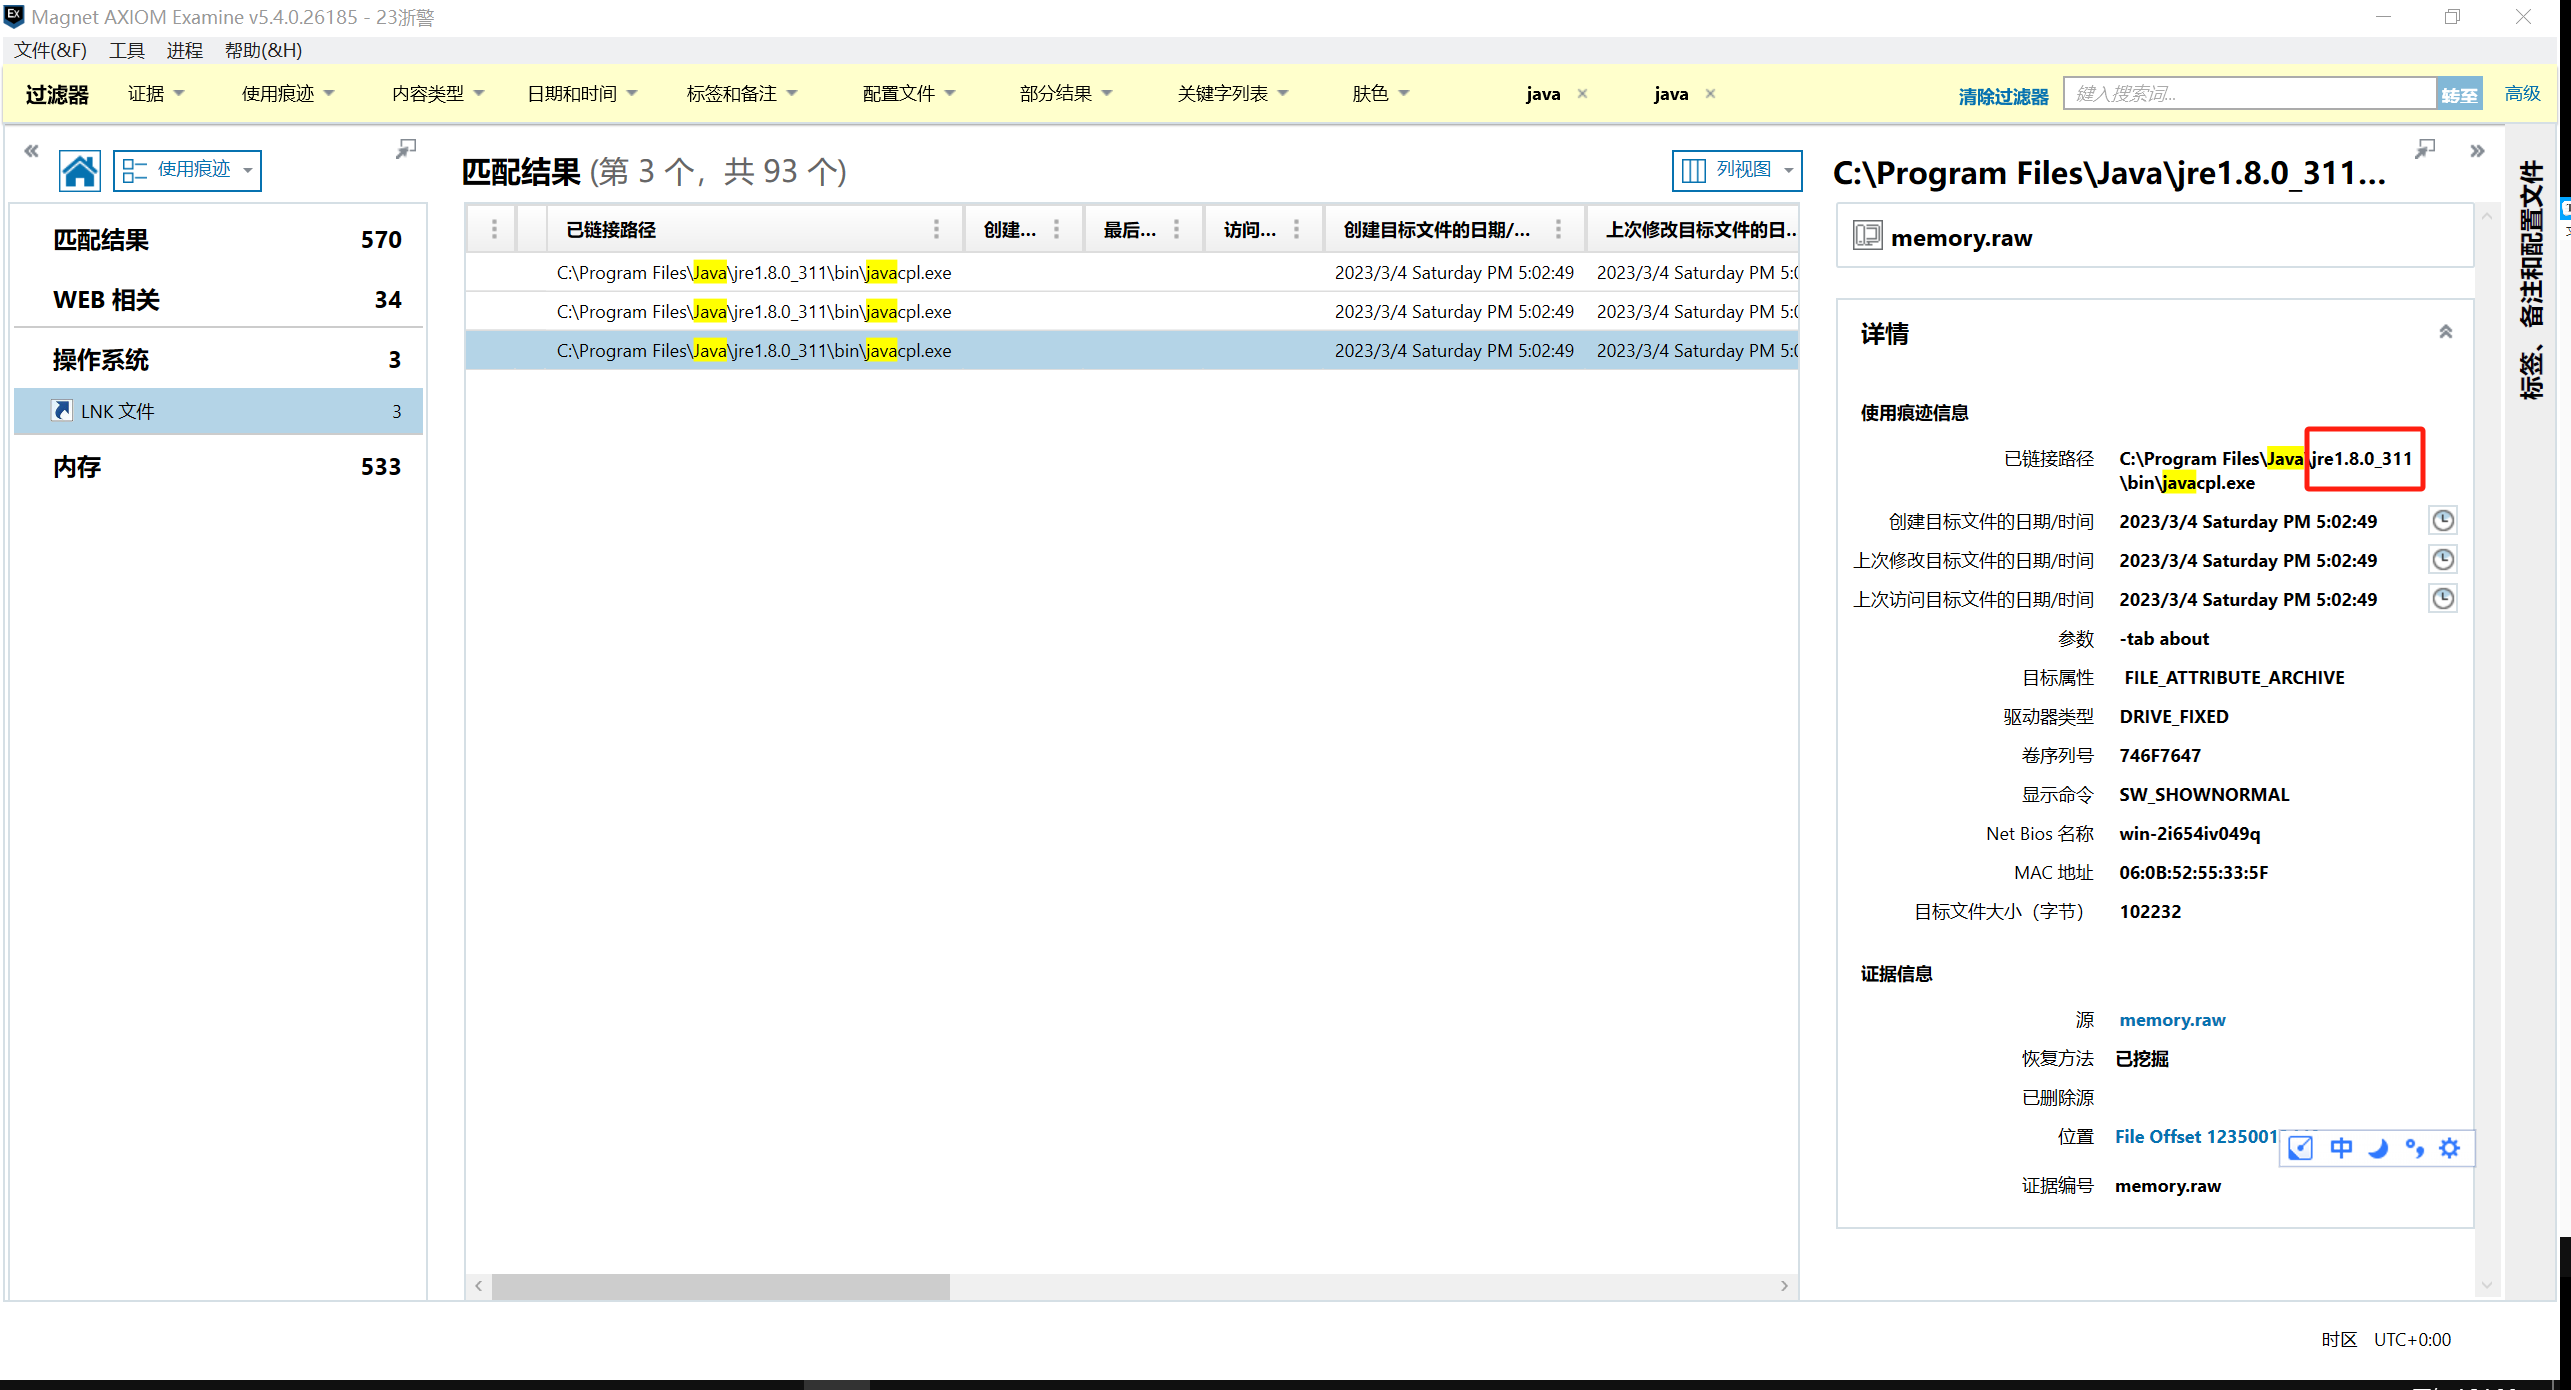 Magnet AXIOM Examine v5.4.0.26185 - 23浙警
文件(&F) 工具 进程 帮助(&H)
过滤器 证据 使用痕迹 内容类型 日期和时间 标签和备注 配置文件 部分结果 关键字列表 肤色 java × java × 清除过滤器 键入搜索词... 转至 高级
使用痕迹
匹配结果 570
WEB 相关 34
操作系统 3
LNK 文件 3
内存 533
匹配结果 (第 3 个，共 93 个)
列视图
已链接路径 创建... 最后... 访问... 创建目标文件的日期/... 上次修改目标文件的日...
C:\Program Files\Java\jre1.8.0_311\bin\javacpl.exe 2023/3/4 Saturday PM 5:02:49 2023/3/4 Saturday PM 5:0
C:\Program Files\Java\jre1.8.0_311\bin\javacpl.exe 2023/3/4 Saturday PM 5:02:49 2023/3/4 Saturday PM 5:0
C:\Program Files\Java\jre1.8.0_311\bin\javacpl.exe 2023/3/4 Saturday PM 5:02:49 2023/3/4 Saturday PM 5:0
C:\Program Files\Java\jre1.8.0_311...
memory.raw
详情
使用痕迹信息
已链接路径 C:\Program Files\Java\jre1.8.0_311
\bin\javacpl.exe
创建目标文件的日期/时间 2023/3/4 Saturday PM 5:02:49
上次修改目标文件的日期/时间 2023/3/4 Saturday PM 5:02:49
上次访问目标文件的日期/时间 2023/3/4 Saturday PM 5:02:49
参数 -tab about
目标属性 FILE_ATTRIBUTE_ARCHIVE
驱动器类型 DRIVE_FIXED
卷序列号 746F7647
显示命令 SW_SHOWNORMAL
Net Bios 名称 win-2i654iv049q
MAC 地址 06:0B:52:55:33:5F
目标文件大小（字节） 102232
证据信息
源 memory.raw
恢复方法 已挖掘
已删除源
位置 File Offset 1235001
中
证据编号 memory.raw
标签、备注和配置文件
时区 UTC+0:00